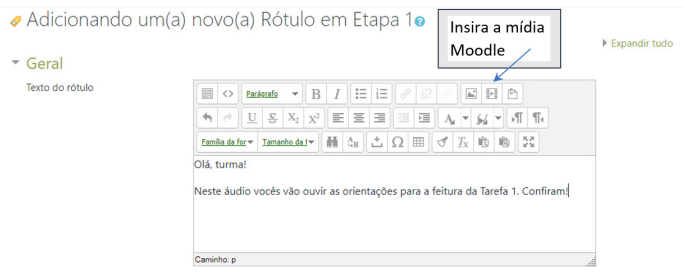 Adicionando um(a) novo(a) Rótulo em Etapa 1
Insira a mídia
Moodle
Expandir tudo
Geral
Texto do rótulo
Parágrafo B I
U S X₂ X²
Família da for Tamanho da l
Olá, turma!
Neste áudio vocês vão ouvir as orientações para a feitura da Tarefa 1. Confiram!
Caminho: p